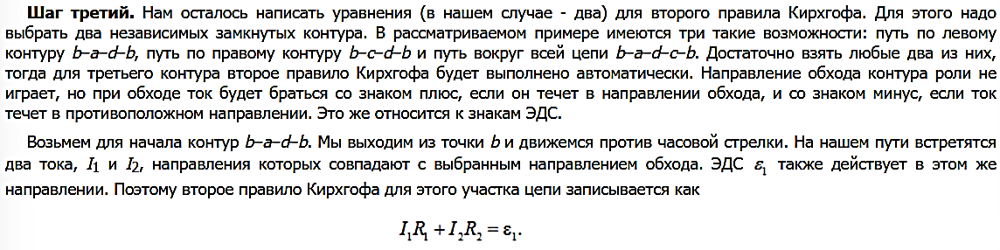 Шаг третий. Нам осталось написать уравнения (в нашем случае - два) для второго правила Кирхгофа. Для этого надо
выбрать два независимых замкнутых контура. В рассматриваемом примере имеются три такие возможности: путь по левому
контуру b–a–d–b, путь по правому контуру b–c–d–b и путь вокруг всей цепи b–a–d–c–b. Достаточно взять любые два из них,
тогда для третьего контура второе правило Кирхгофа будет выполнено автоматически. Направление обхода контура роли не
играет, но при обходе ток будет браться со знаком плюс, если он течет в направлении обхода, и со знаком минус, если ток
течет в противоположном направлении. Это же относится к знакам ЭДС.
Возьмем для начала контур b–a–d–b. Мы выходим из точки b и движемся против часовой стрелки. На нашем пути встретятся
два тока, I₁ и I₂, направления которых совпадают с выбранным направлением обхода. ЭДС ε₁ также действует в этом же
направлении. Поэтому второе правило Кирхгофа для этого участка цепи записывается как
I₁R₁ + I₂R₂ = ε₁.